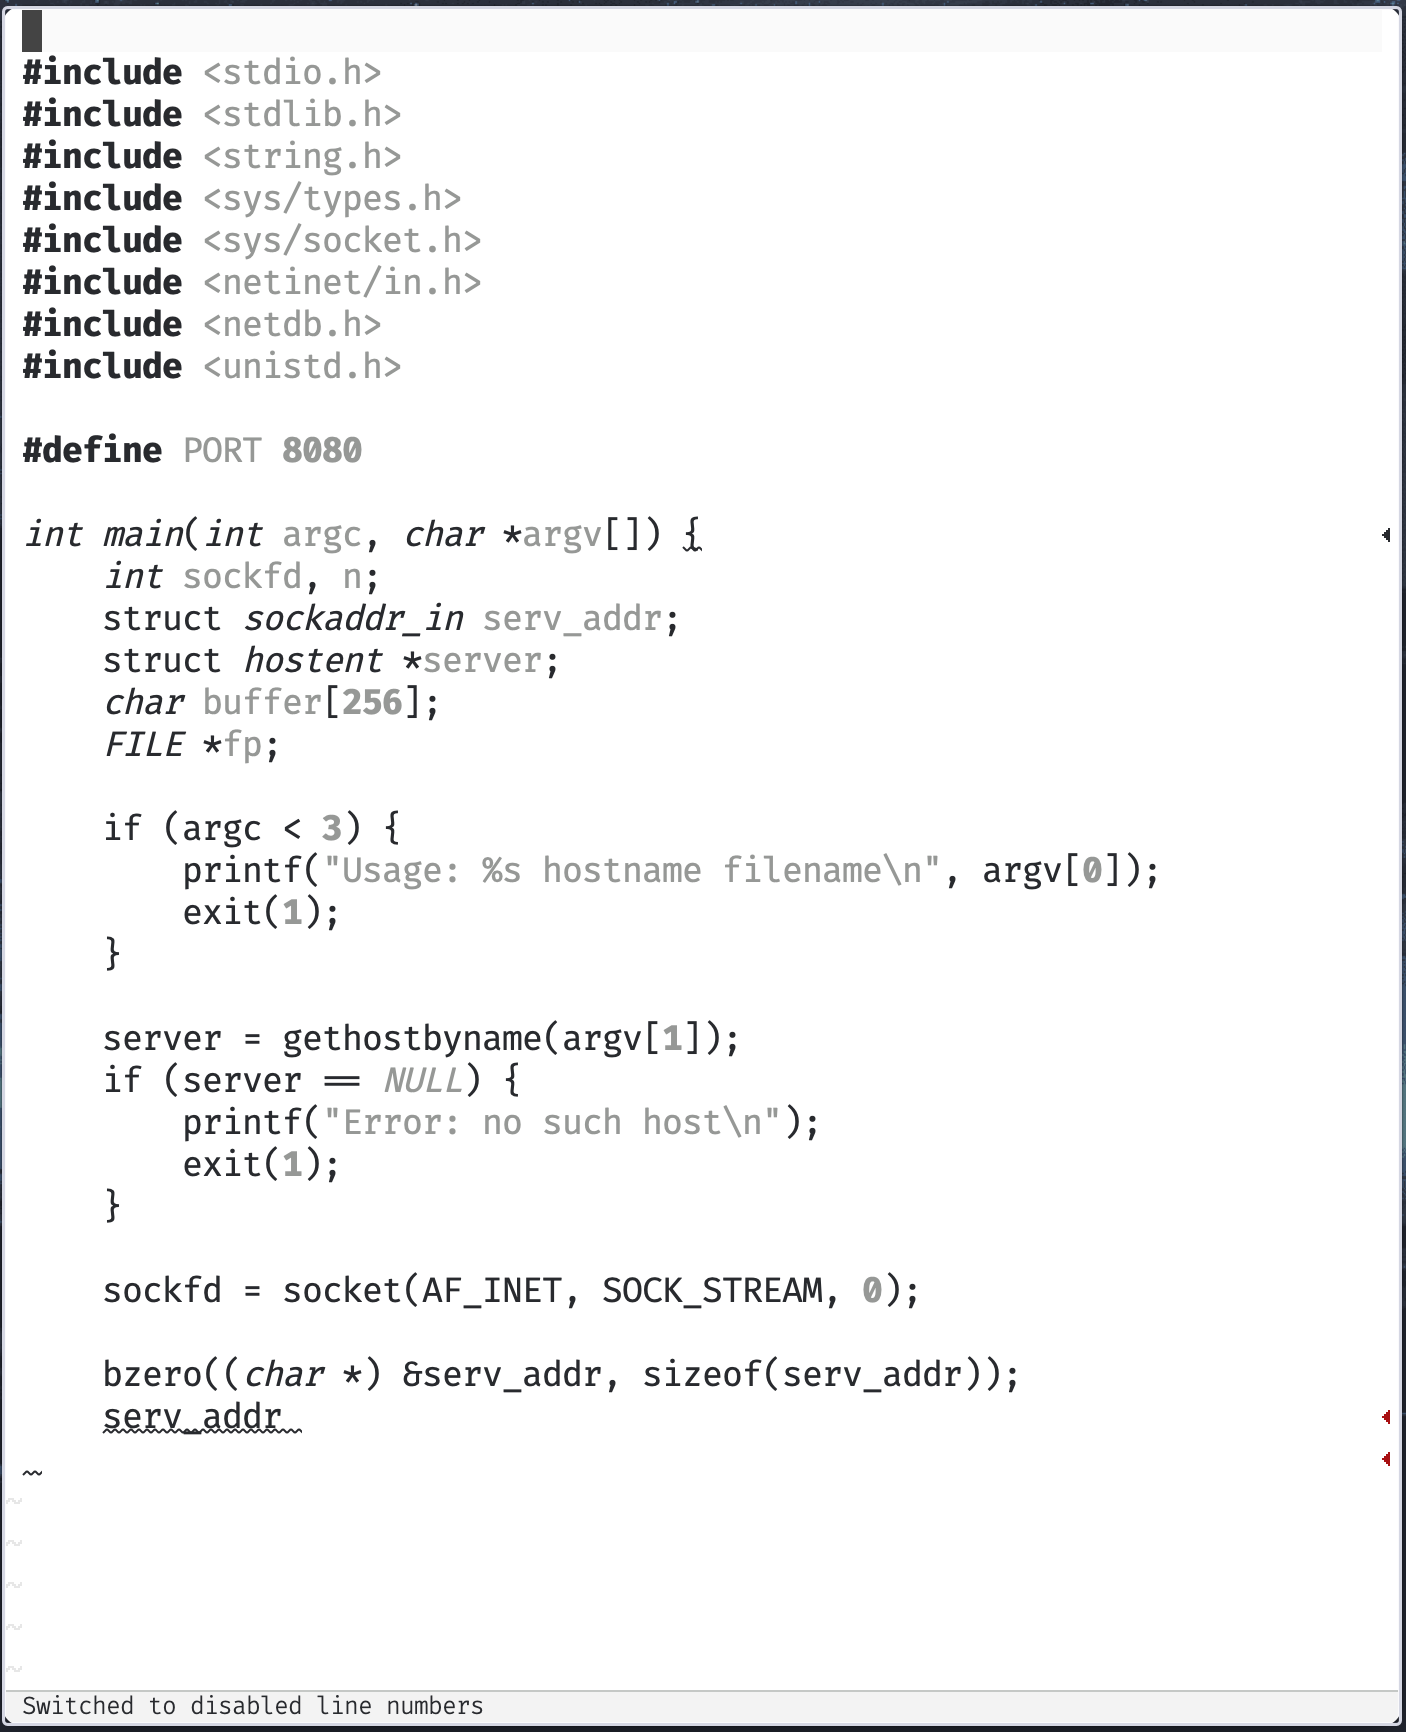 #include <stdio.h>
#include <stdlib.h>
#include <string.h>
#include <sys/types.h>
#include <sys/socket.h>
#include <netinet/in.h>
#include <netdb.h>
#include <unistd.h>

#define PORT 8080

int main(int argc, char *argv[]) {
    int sockfd, n;
    struct sockaddr_in serv_addr;
    struct hostent *server;
    char buffer[256];
    FILE *fp;

    if (argc < 3) {
        printf("Usage: %s hostname filename\n", argv[0]);
        exit(1);
    }

    server = gethostbyname(argv[1]);
    if (server == NULL) {
        printf("Error: no such host\n");
        exit(1);
    }

    sockfd = socket(AF_INET, SOCK_STREAM, 0);

    bzero((char *) &serv_addr, sizeof(serv_addr));
    serv_addr
~
~
~
~
~
Switched to disabled line numbers